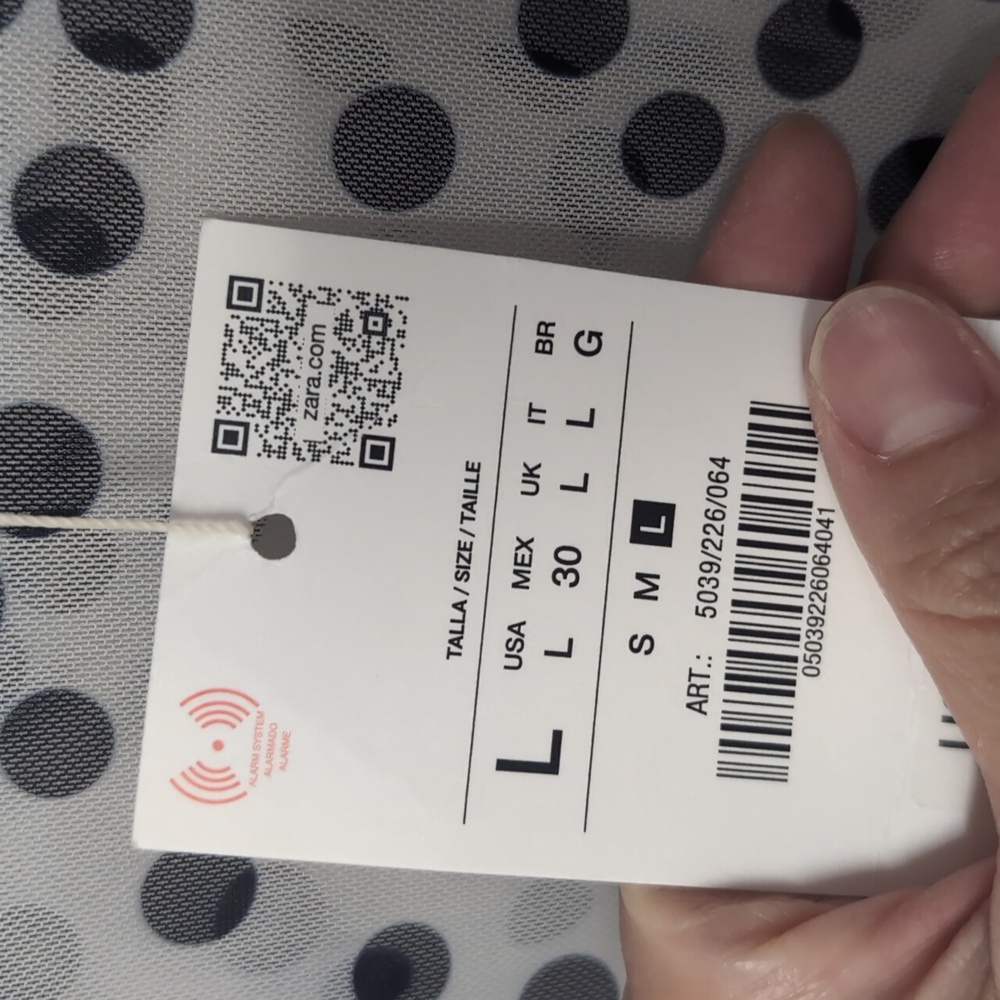 zara.com
ALARM SYSTEM
ALARMADO
ALARME
TALLA / SIZE / TAILLE
USA MEX UK IT BR
L L 30 L L G
S M L
ART.: 5039/226/064
05039226064041